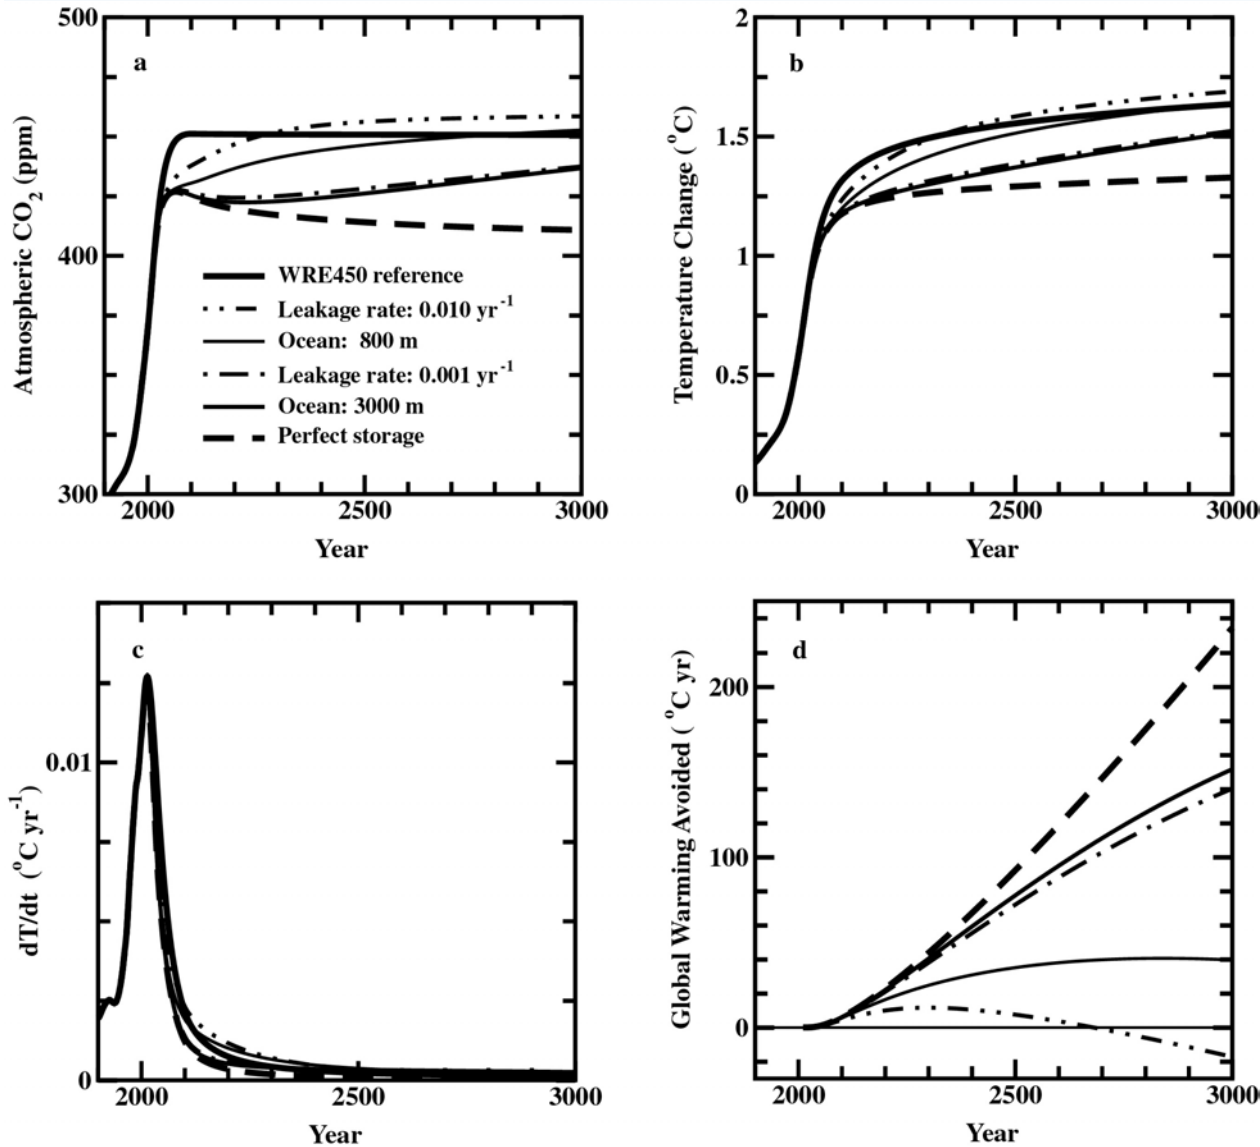 500
400
300
2000
2500
3000
Year
Atmospheric CO2 (ppm)
a
WRE450 reference
Leakage rate: 0.010 yr-1
Ocean: 800 m
Leakage rate: 0.001 yr-1
Ocean: 3000 m
Perfect storage
2
1.5
1
0.5
0
2000
2500
3000
Year
Temperature Change (°C)
b
0.01
0
2000
2500
3000
Year
dT/dt (°C yr-1)
c
200
100
0
2000
2500
3000
Year
Global Warming Avoided (°C yr)
d